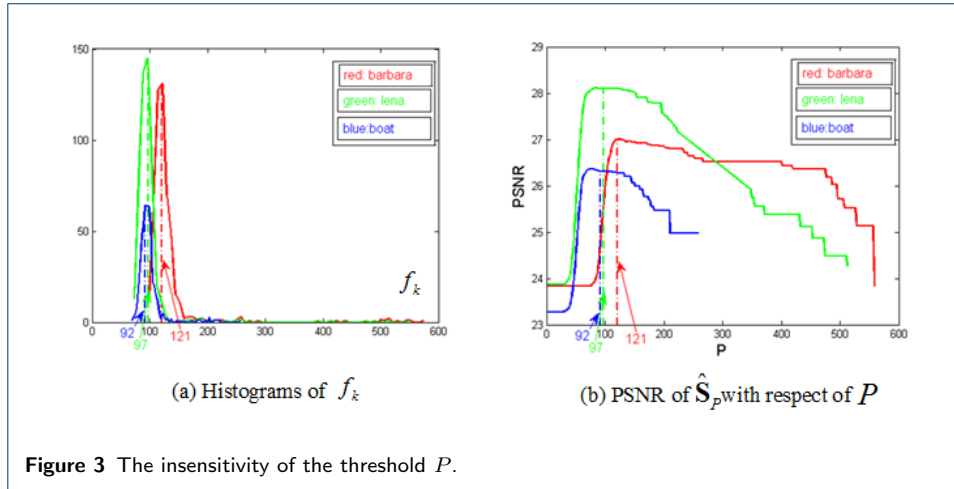 150
100
50
0
0
100
200
300
400
500
600
red: barbara
green: lena
blue:boat
f_k
92
97
121
(a) Histograms of f_k
29
28
27
26
25
24
23
PSNR
0
100
200
300
400
500
600
P
red: barbara
green: lena
blue:boat
92
97
121
(b) PSNR of Ŝ_P with respect of P
Figure 3 The insensitivity of the threshold P.